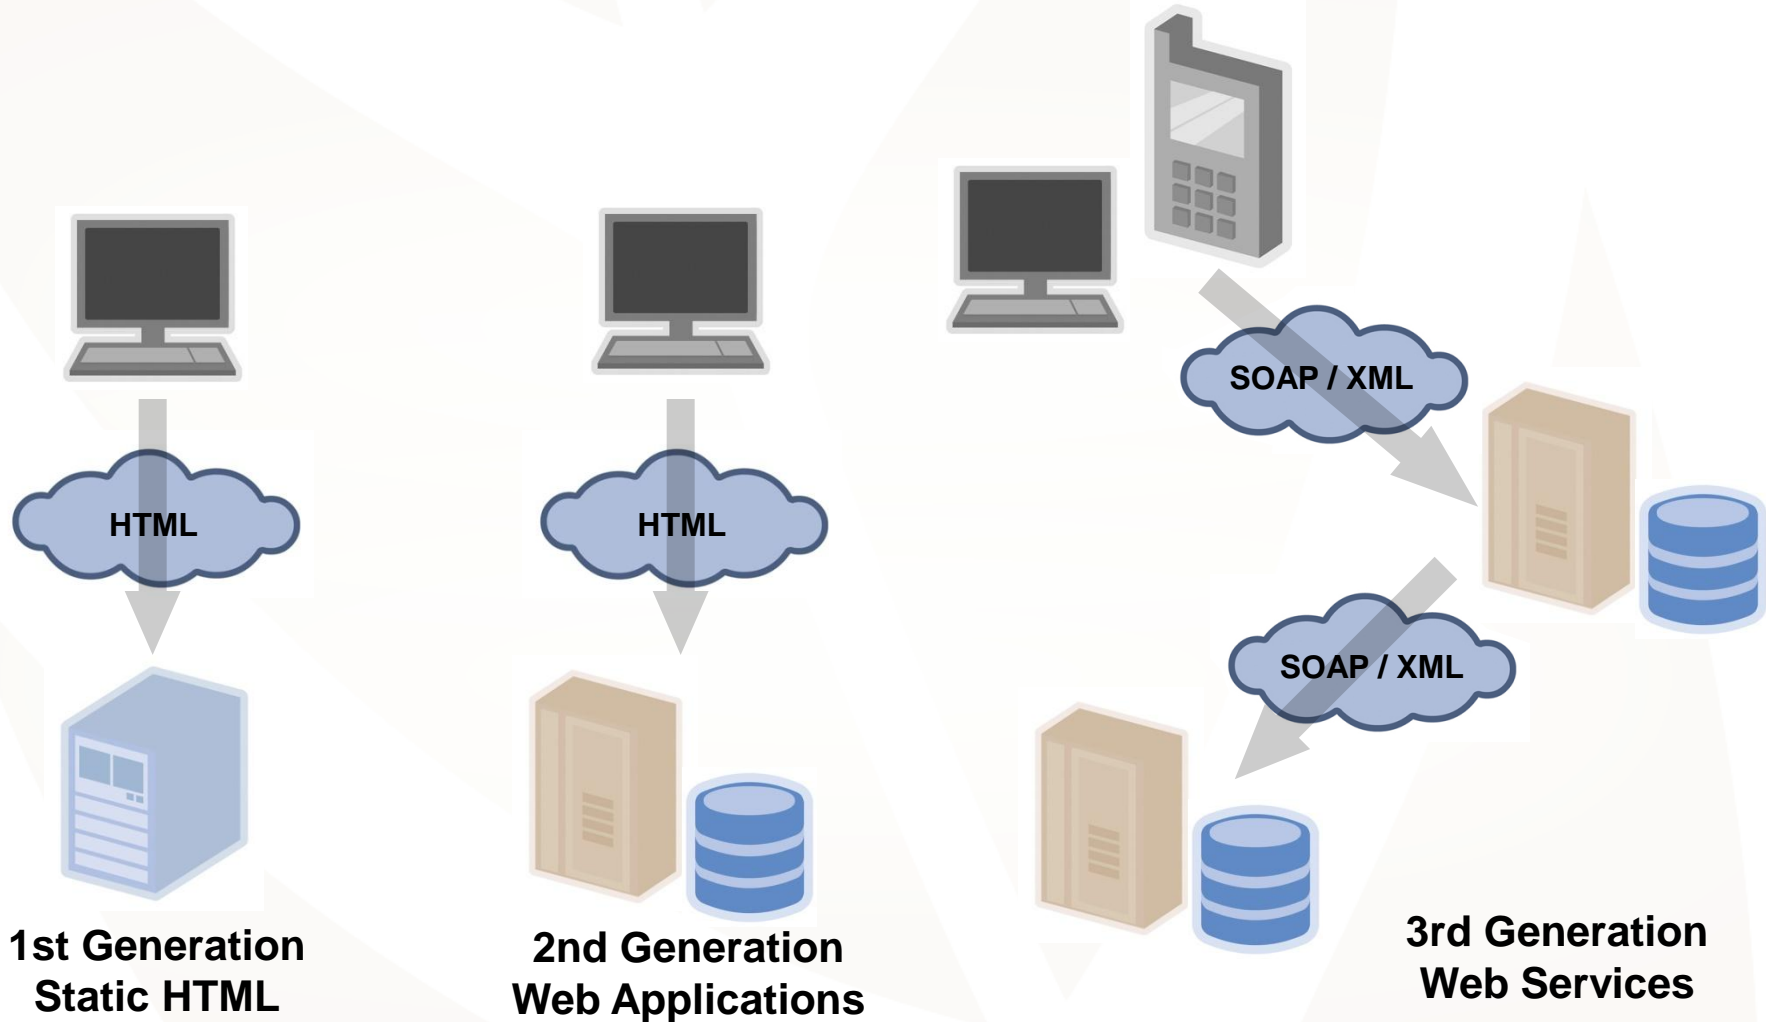 HTML
1st Generation
Static HTML
HTML
2nd Generation
Web Applications
SOAP / XML
SOAP / XML
3rd Generation
Web Services